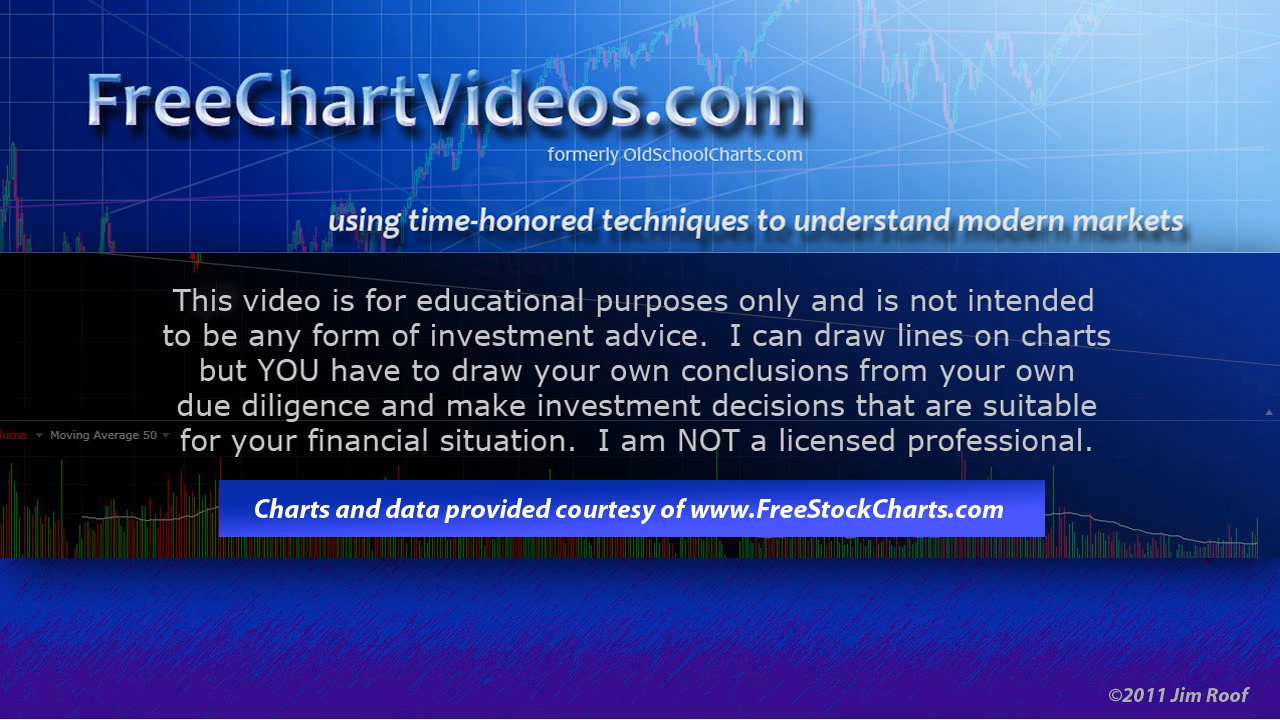 FreeChartVideos.com
formerly OldSchoolCharts.com
using time-honored techniques to understand modern markets
This video is for educational purposes only and is not intended
to be any form of investment advice.  I can draw lines on charts
but YOU have to draw your own conclusions from your own
due diligence and make investment decisions that are suitable
for your financial situation.  I am NOT a licensed professional.
lume Moving Average 50
Charts and data provided courtesy of www.FreeStockCharts.com
©2011 Jim Roof